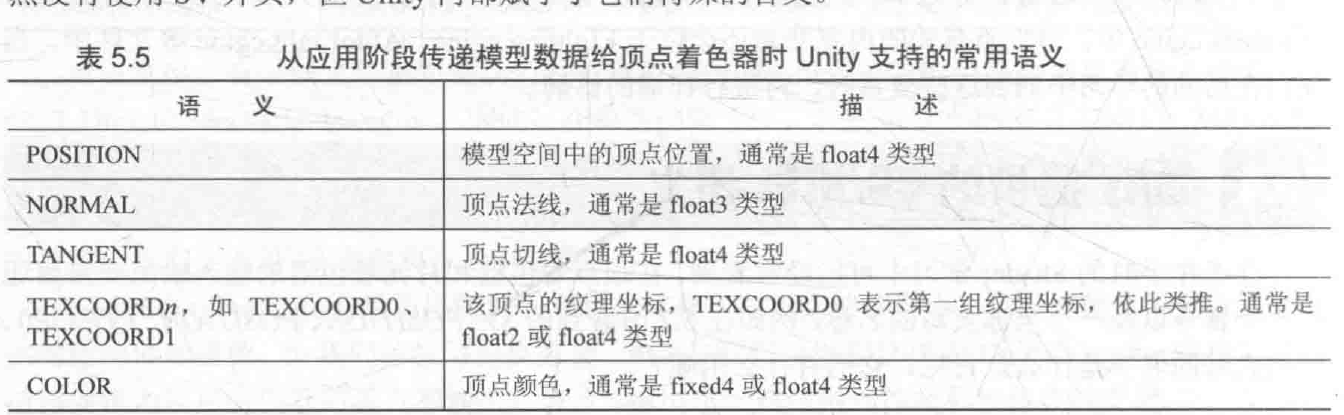 表 5.5 从应用阶段传递模型数据给顶点着色器时 Unity 支持的常用语义
语 义 描 述
POSITION 模型空间中的顶点位置，通常是 float4 类型
NORMAL 顶点法线，通常是 float3 类型
TANGENT 顶点切线，通常是 float4 类型
TEXCOORDn，如 TEXCOORD0、 该顶点的纹理坐标，TEXCOORD0 表示第一组纹理坐标，依此类推。通常是
TEXCOORD1 float2 或 float4 类型
COLOR 顶点颜色，通常是 fixed4 或 float4 类型